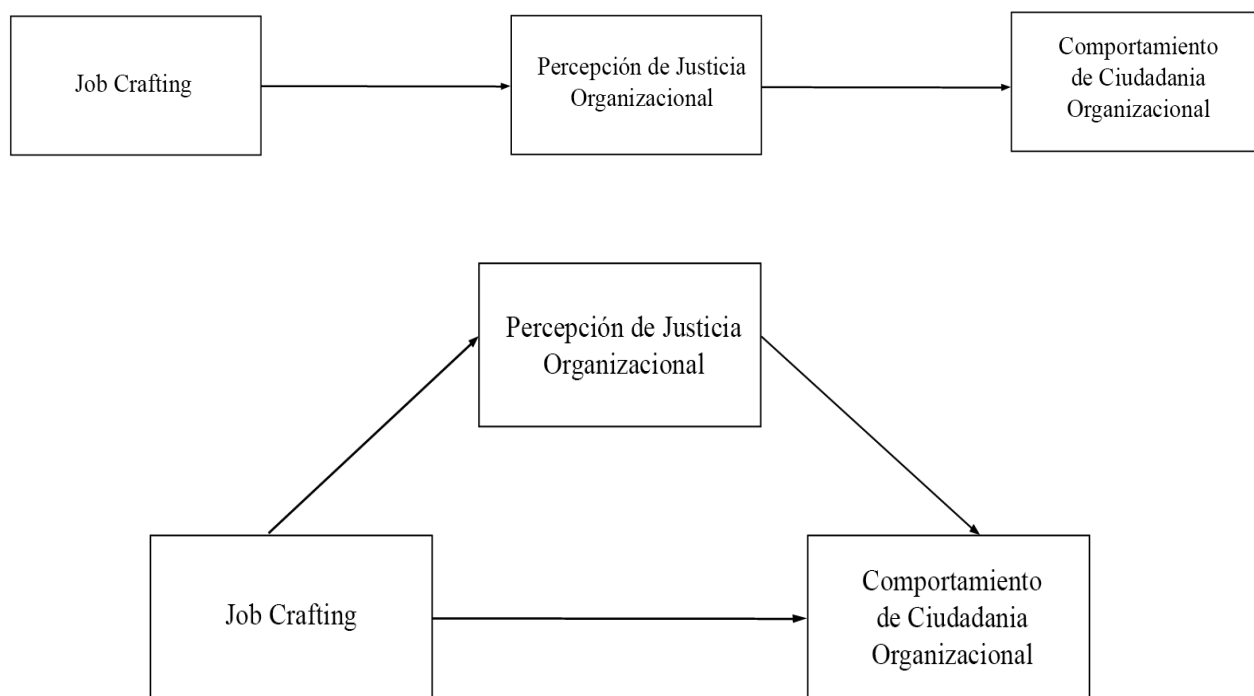 Job Crafting
Percepción de Justicia
Organizacional
Comportamiento
de Ciudadania
Organizacional
Percepción de Justicia
Organizacional
Job Crafting
Comportamiento
de Ciudadania
Organizacional